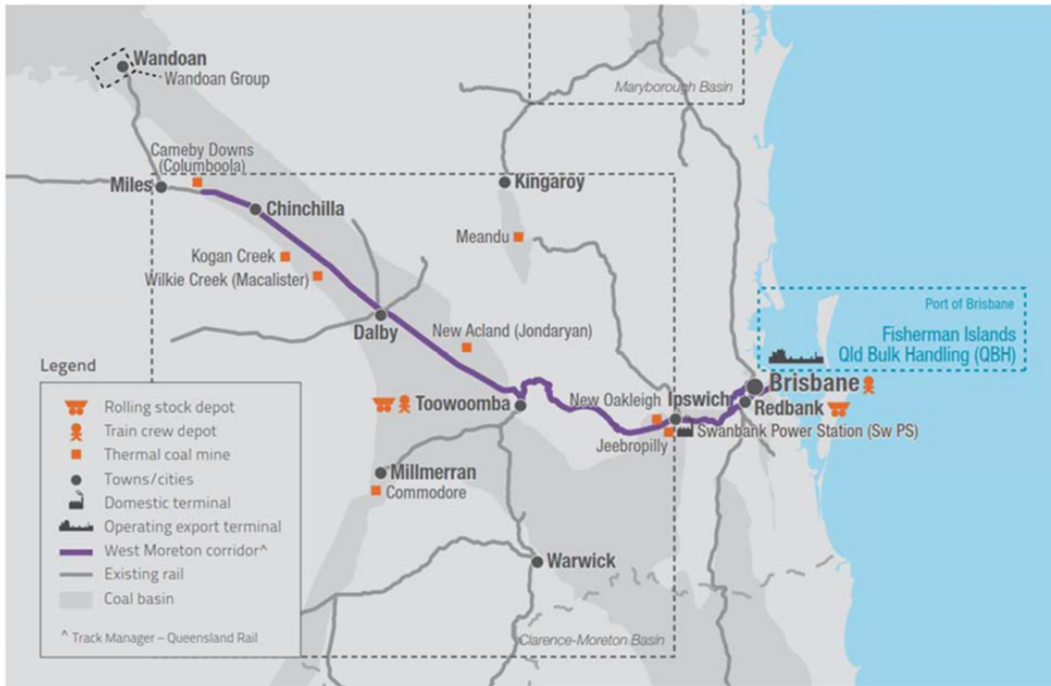 Wandoan
Wandoan Group
Maryborough Basin
Cameby Downs
(Columboola)
Miles
Chinchilla
Kingaroy
Meandu
Kogan Creek
Wilkie Creek (Macalister)
Port of Brisbane
Fisherman Islands
Qld Bulk Handling (QBH)
Dalby
New Acland (Jondaryan)
Brisbane
Toowoomba
New Oakleigh
Ipswich
Redbank
Jeebropilly
Swanbank Power Station (Sw PS)
Millmerran
Commodore
Warwick
Clarence-Moreton Basin
Legend
Rolling stock depot
Train crew depot
Thermal coal mine
Towns/cities
Domestic terminal
Operating export terminal
West Moreton corridor^
Existing rail
Coal basin
^ Track Manager – Queensland Rail